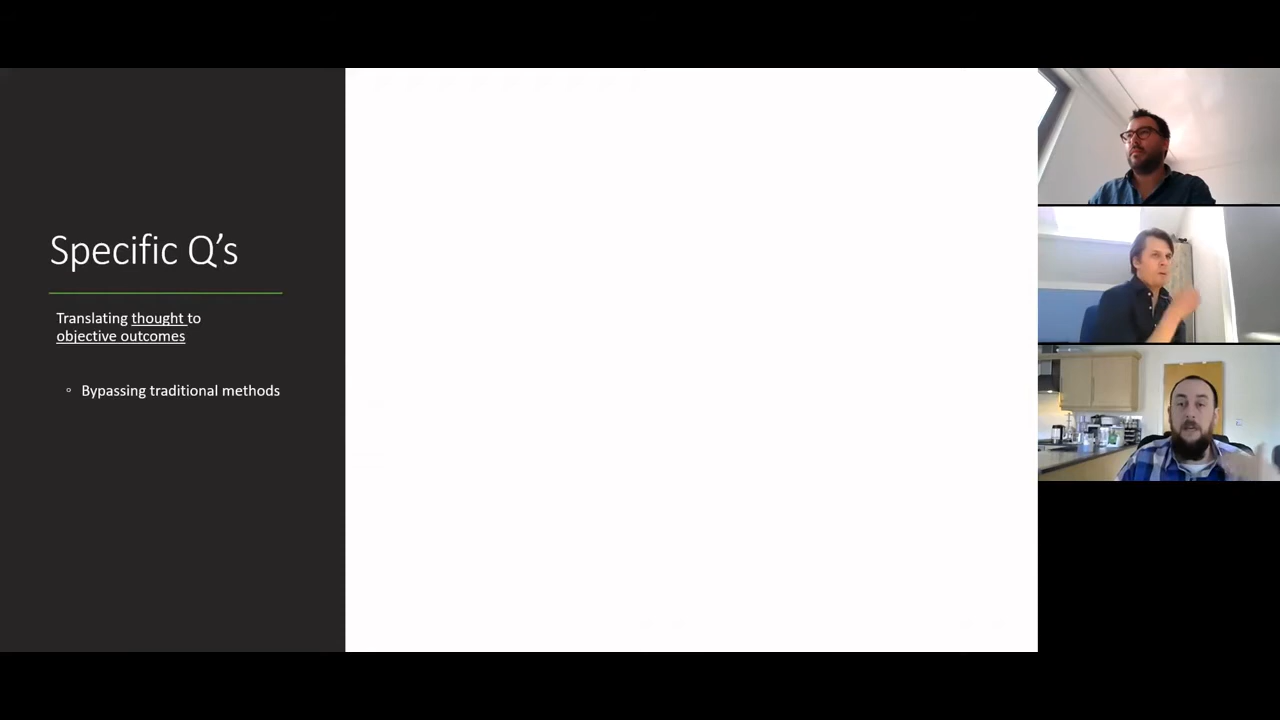 Specific Q’s
Translating thought to
objective outcomes
◦ Bypassing traditional methods